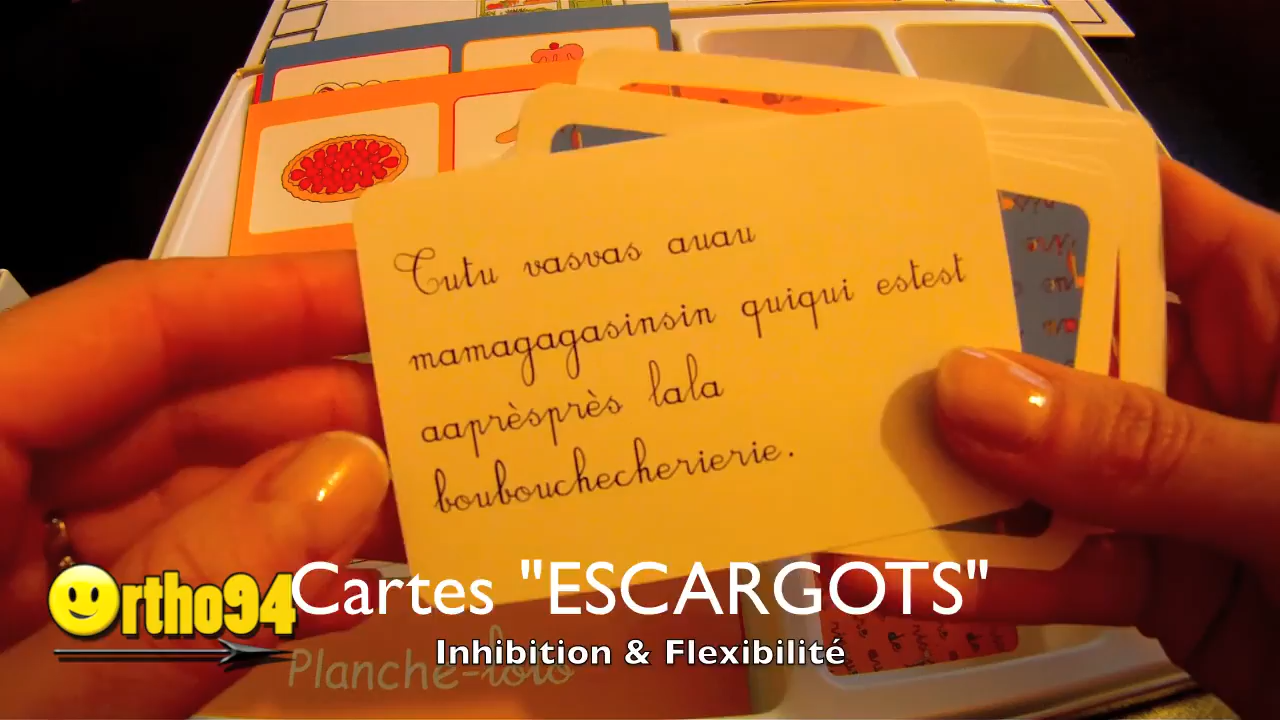 Tutu vasvas auau
mamagagasinsin quiqui estest
aaprèsprès lala
boubouchecherierie.
Cartes "ESCARGOTS"
Ortho94
Inhibition & Flexibilité
Planche-loto